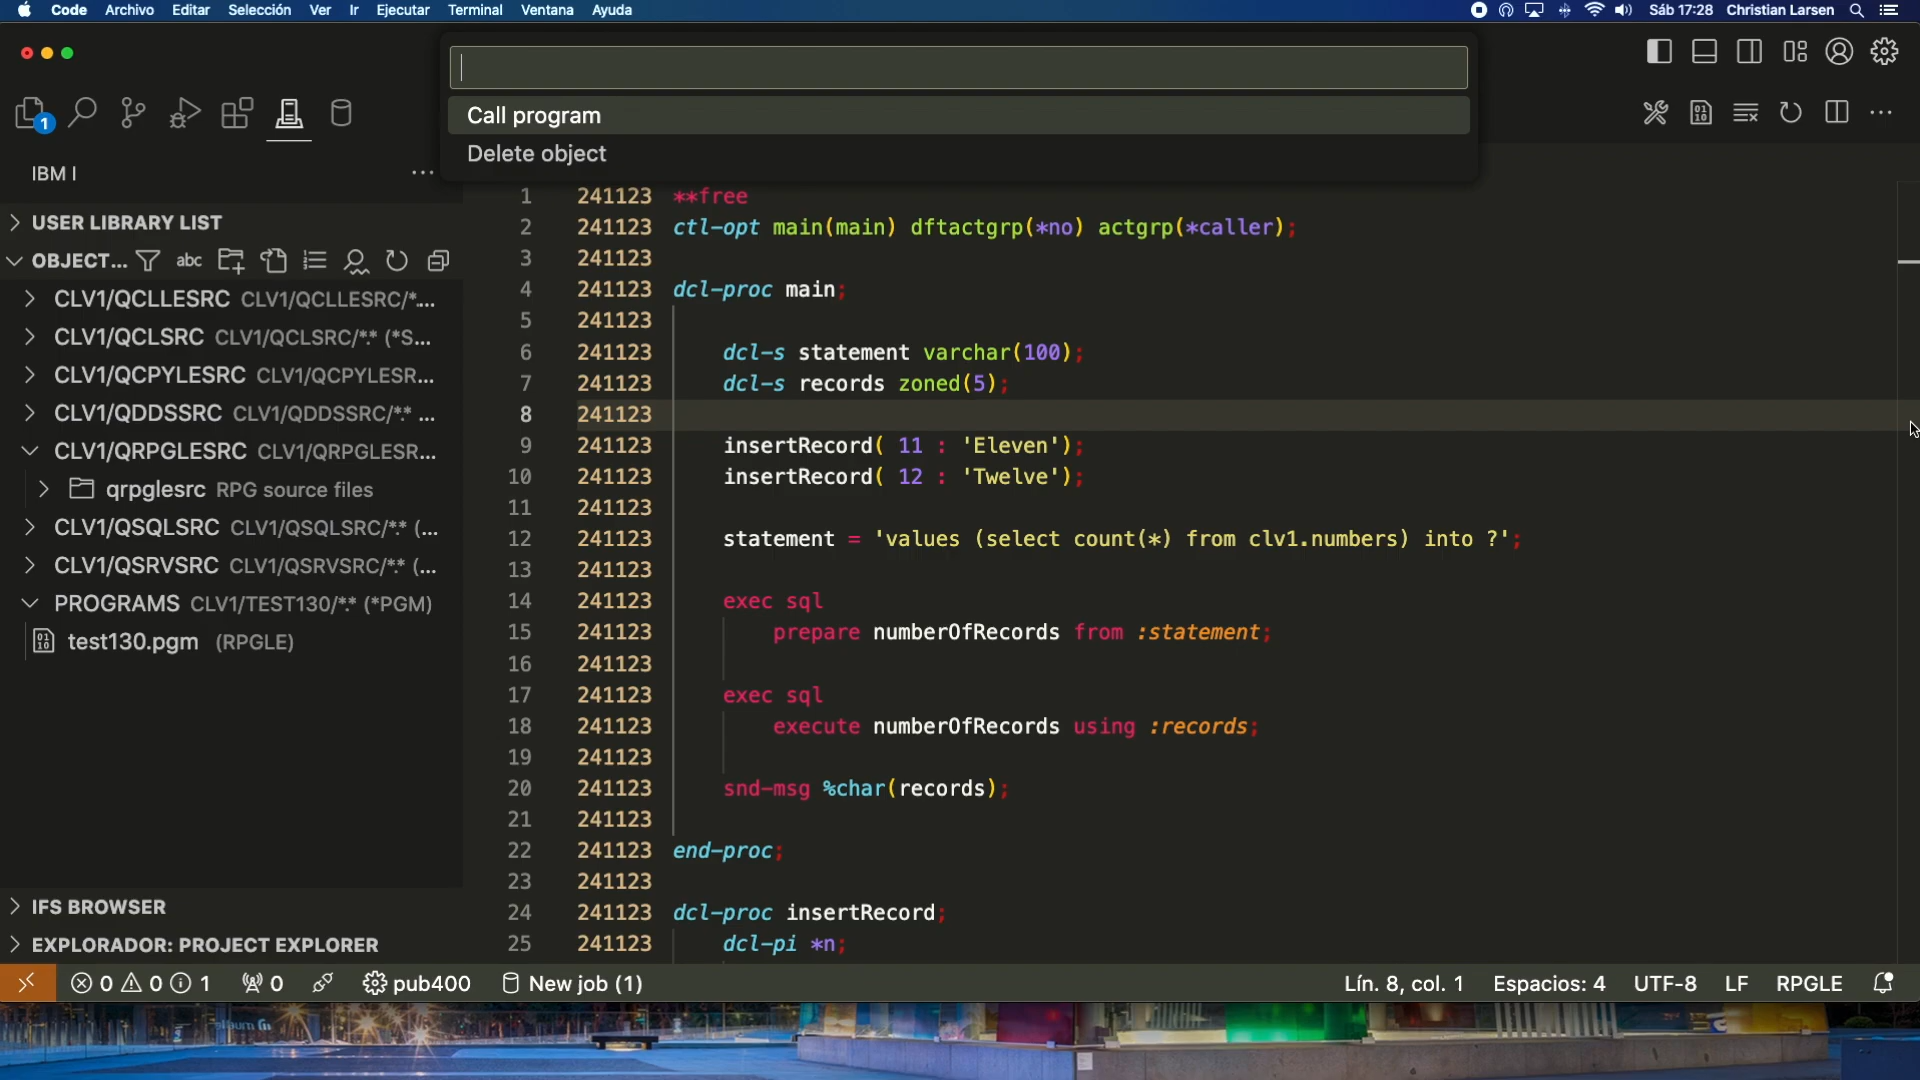 Code Archivo Editar Selección Ver Ir Ejecutar Terminal Ventana Ayuda Sáb 17:28 Christian Larsen
Call program
Delete object
1
IBM I
USER LIBRARY LIST
OBJECT... abc
CLV1/QCLLESRC CLV1/QCLLESRC/*...
CLV1/QCLSRC CLV1/QCLSRC/*.* (*S...
CLV1/QCPYLESRC CLV1/QCPYLESR...
CLV1/QDDSSRC CLV1/QDDSSRC/*.* ...
CLV1/QRPGLESRC CLV1/QRPGLESR...
qrpglesrc RPG source files
CLV1/QSQLSRC CLV1/QSQLSRC/*.* (...
CLV1/QSRVSRC CLV1/QSRVSRC/*.* (...
PROGRAMS CLV1/TEST130/*.* (*PGM)
test130.pgm (RPGLE)
IFS BROWSER
EXPLORADOR: PROJECT EXPLORER
1 241123 **free
2 241123 ctl-opt main(main) dftactgrp(*no) actgrp(*caller);
3 241123
4 241123 dcl-proc main;
5 241123
6 241123 dcl-s statement varchar(100);
7 241123 dcl-s records zoned(5);
8 241123
9 241123 insertRecord( 11 : 'Eleven');
10 241123 insertRecord( 12 : 'Twelve');
11 241123
12 241123 statement = 'values (select count(*) from clv1.numbers) into ?';
13 241123
14 241123 exec sql
15 241123 prepare numberOfRecords from :statement;
16 241123
17 241123 exec sql
18 241123 execute numberOfRecords using :records;
19 241123
20 241123 snd-msg %char(records);
21 241123
22 241123 end-proc;
23 241123
24 241123 dcl-proc insertRecord;
25 241123 dcl-pi *n;
0 0 1 0 pub400 New job (1) Lín. 8, col. 1 Espacios: 4 UTF-8 LF RPGLE